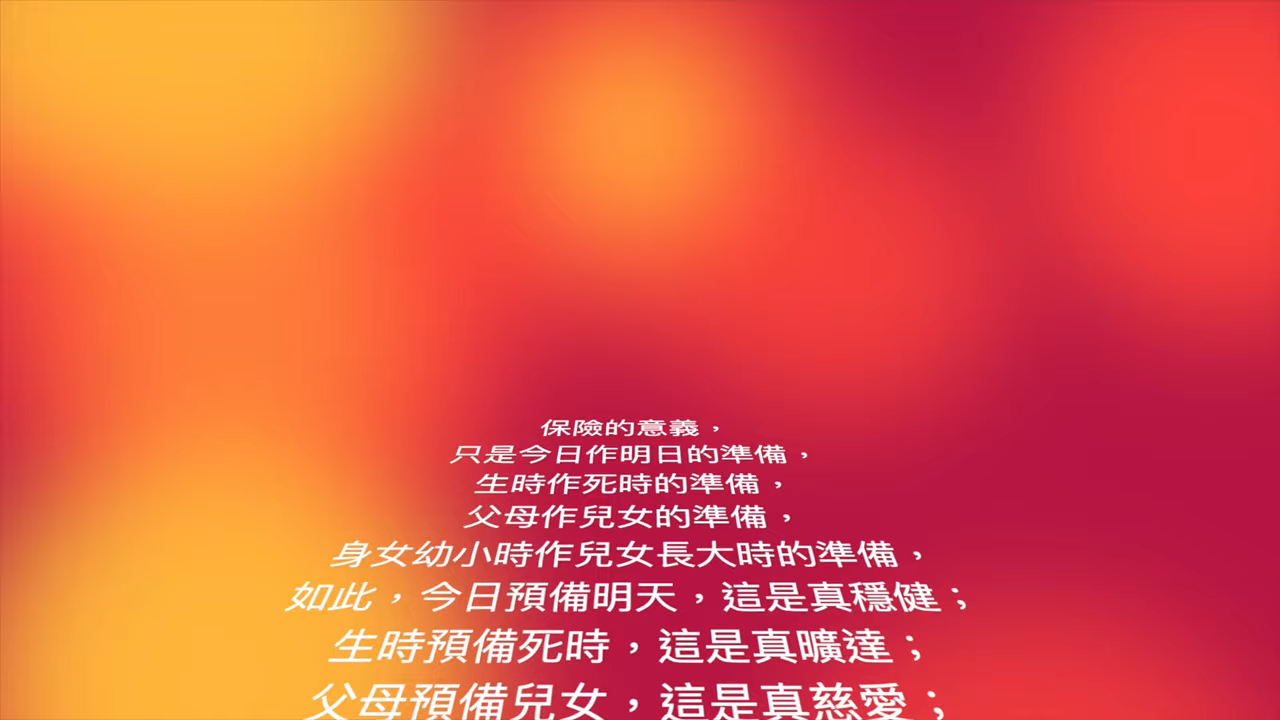 保險的意義，
只是今日作明日的準備，
生時作死時的準備，
父母作兒女的準備，
身女幼小時作兒女長大時的準備，
如此，今日預備明天，這是真穩健；
生時預備死時，這是真曠達；
父母預備兒女，這是真慈愛；